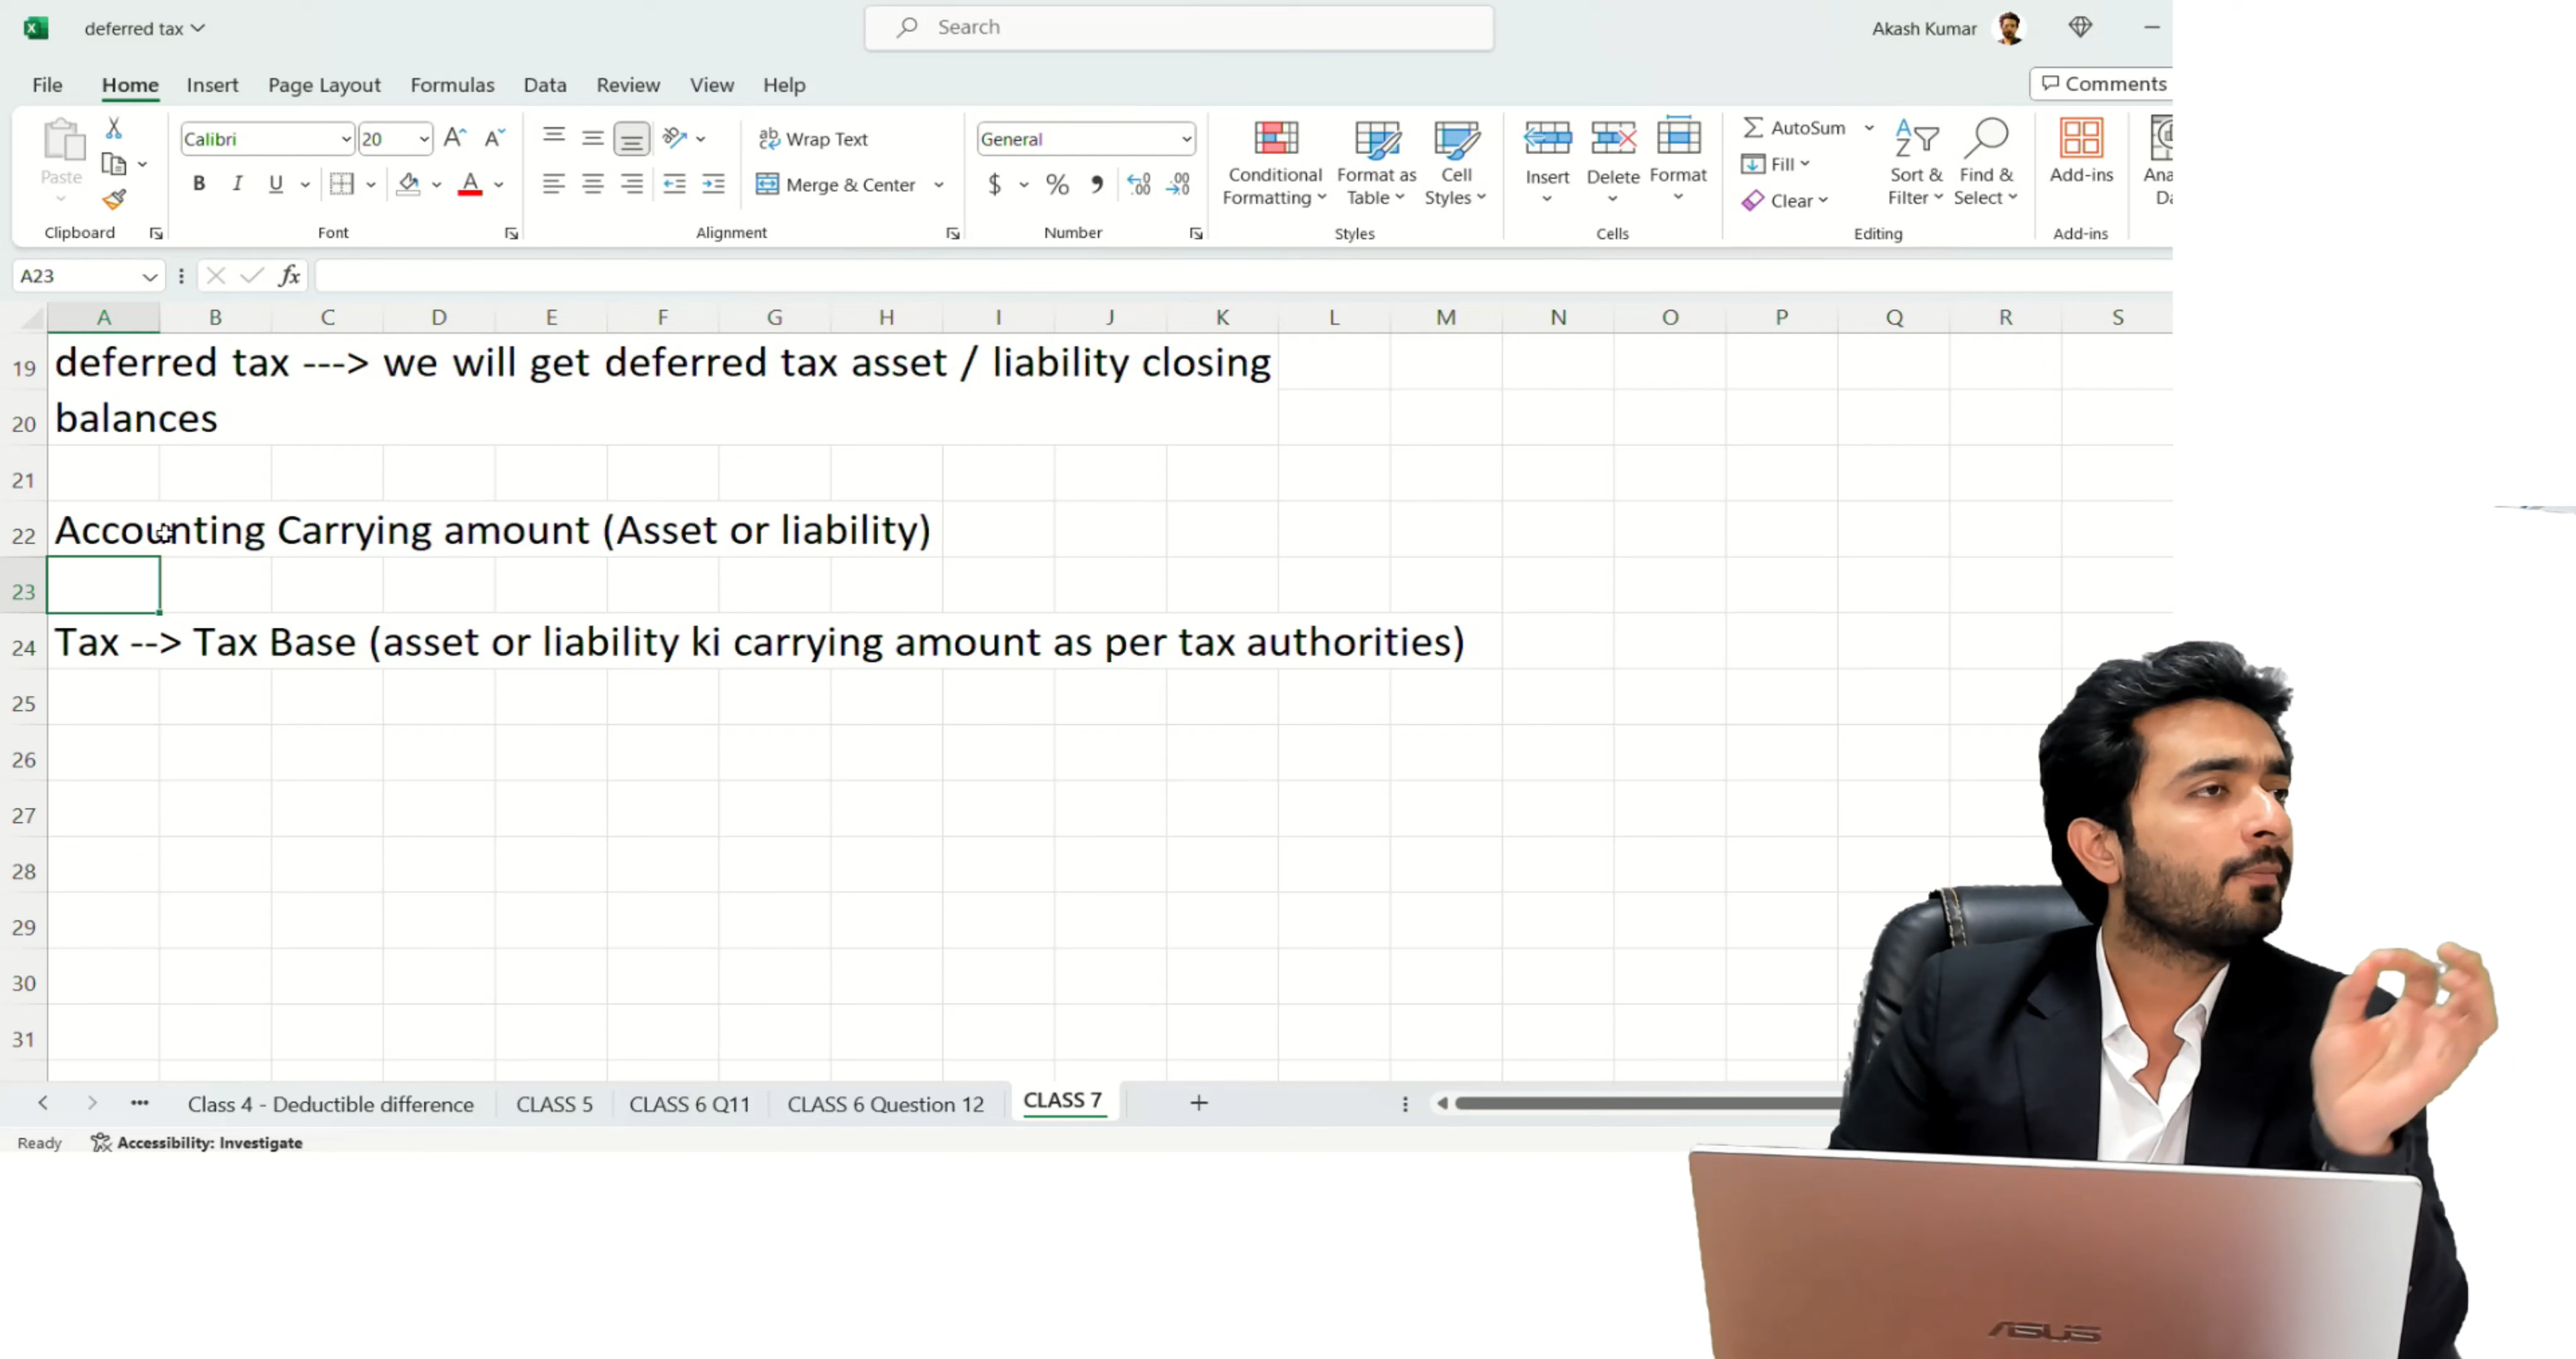 deferred tax
Search
Akash Kumar
File Home Insert Page Layout Formulas Data Review View Help
Comments
Paste
Calibri 20
Wrap Text
Merge & Center
General
Conditional Formatting
Format as Table
Cell Styles
Insert
Delete
Format
AutoSum
Fill
Clear
Sort & Filter
Find & Select
Add-ins
Clipboard Font Alignment Number Styles Cells Editing Add-ins
A23 fx
A B C D E F G H I J K L M N O P Q R S
19 deferred tax ---> we will get deferred tax asset / liability closing
20 balances
21
22 Accounting Carrying amount (Asset or liability)
23
24 Tax --> Tax Base (asset or liability ki carrying amount as per tax authorities)
25
26
27
28
29
30
31
Class 4 - Deductible difference CLASS 5 CLASS 6 Q11 CLASS 6 Question 12 CLASS 7
Ready Accessibility: Investigate
ASUS